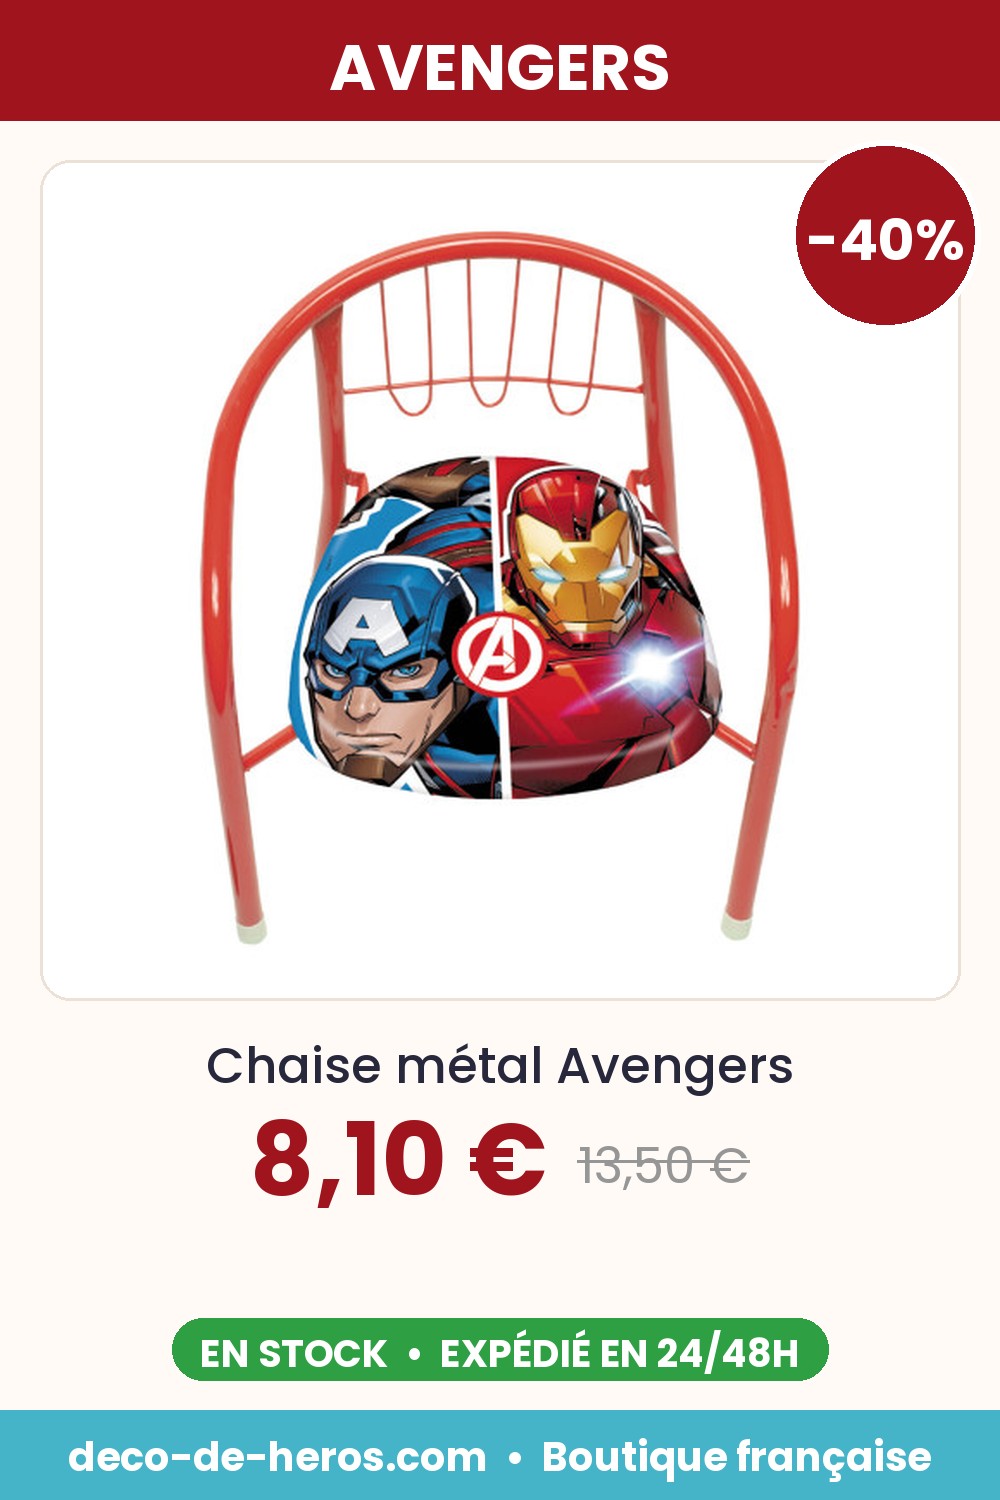 AVENGERS
-40%
A
A
Chaise métal Avengers
8,10 € 13,50 €
EN STOCK • EXPÉDIÉ EN 24/48H
deco-de-heros.com • Boutique française